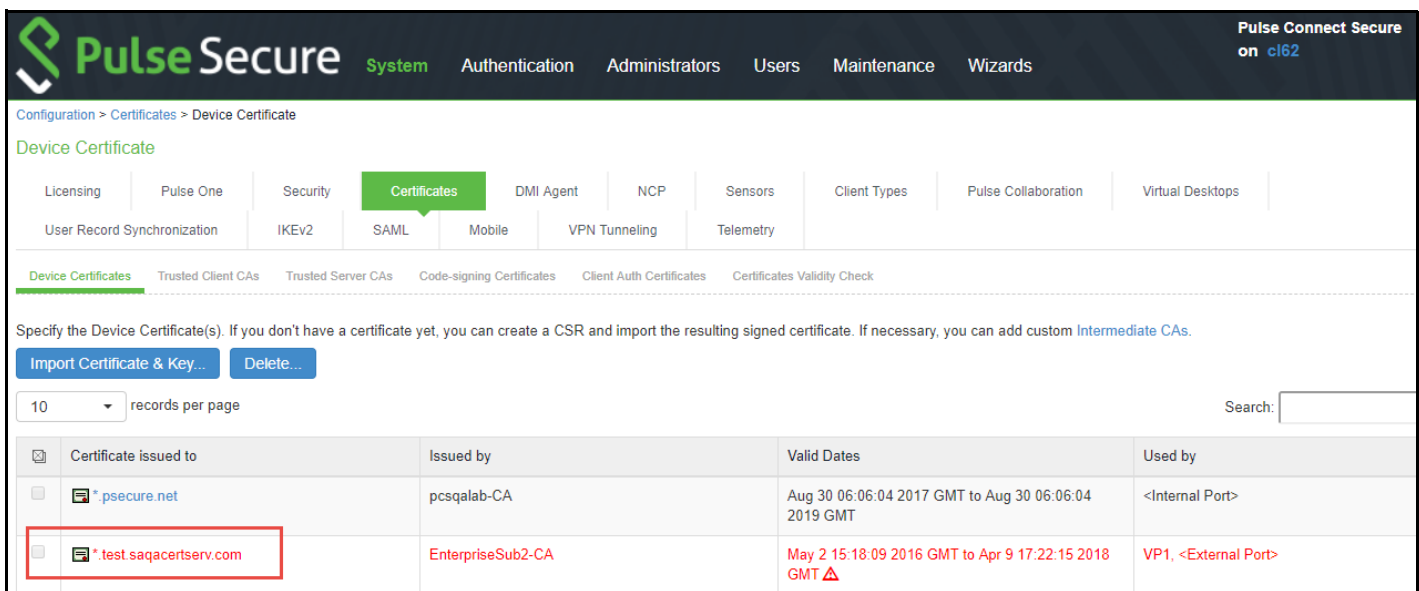 Pulse Secure System Authentication Administrators Users Maintenance Wizards
Pulse Connect Secure
on cl62
Configuration > Certificates > Device Certificate
Device Certificate
Licensing Pulse One Security Certificates DMI Agent NCP Sensors Client Types Pulse Collaboration Virtual Desktops
User Record Synchronization IKEv2 SAML Mobile VPN Tunneling Telemetry
Device Certificates Trusted Client CAs Trusted Server CAs Code-signing Certificates Client Auth Certificates Certificates Validity Check
Specify the Device Certificate(s). If you don't have a certificate yet, you can create a CSR and import the resulting signed certificate. If necessary, you can add custom Intermediate CAs.
Import Certificate & Key... Delete...
10 records per page Search:
Certificate issued to Issued by Valid Dates Used by
*.psecure.net pcsqalab-CA Aug 30 06:06:04 2017 GMT to Aug 30 06:06:04 <Internal Port>
2019 GMT
*.test.saqacertserv.com EnterpriseSub2-CA May 2 15:18:09 2016 GMT to Apr 9 17:22:15 2018 VP1, <External Port>
GMT